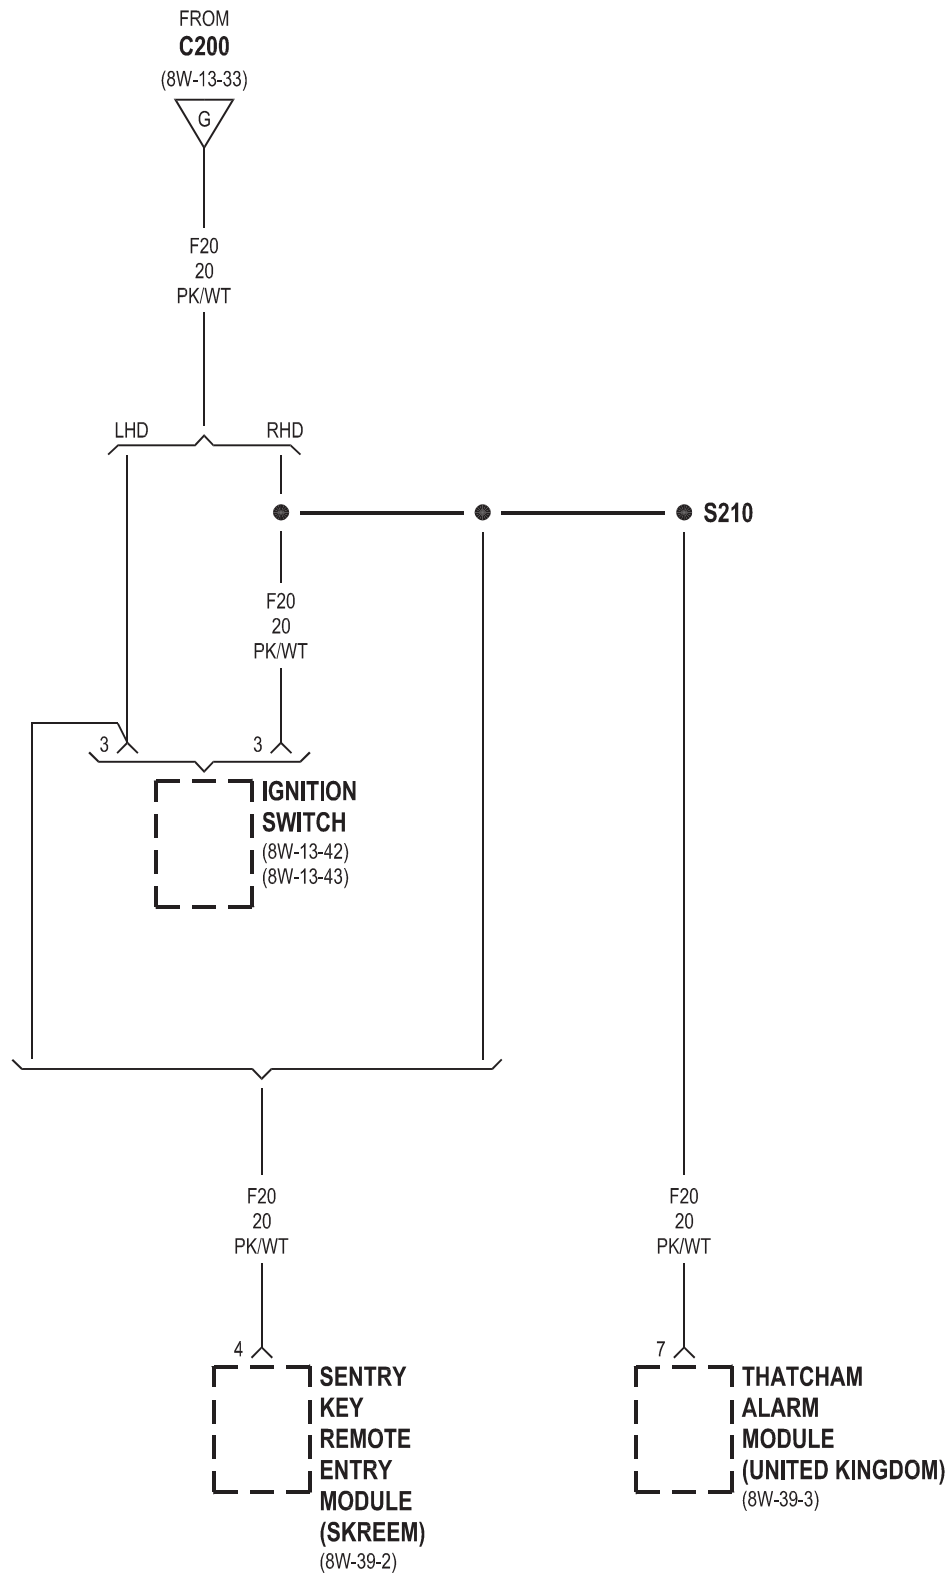 FROM
C200
(8W-13-33)
G
F20
20
PK/WT
LHD
RHD
S210
F20
20
PK/WT
3
3
IGNITION
SWITCH
(8W-13-42)
(8W-13-43)
F20
20
PK/WT
F20
20
PK/WT
4
7
SENTRY
KEY
REMOTE
ENTRY
MODULE
(SKREEM)
(8W-39-2)
THATCHAM
ALARM
MODULE
(UNITED KINGDOM)
(8W-39-3)